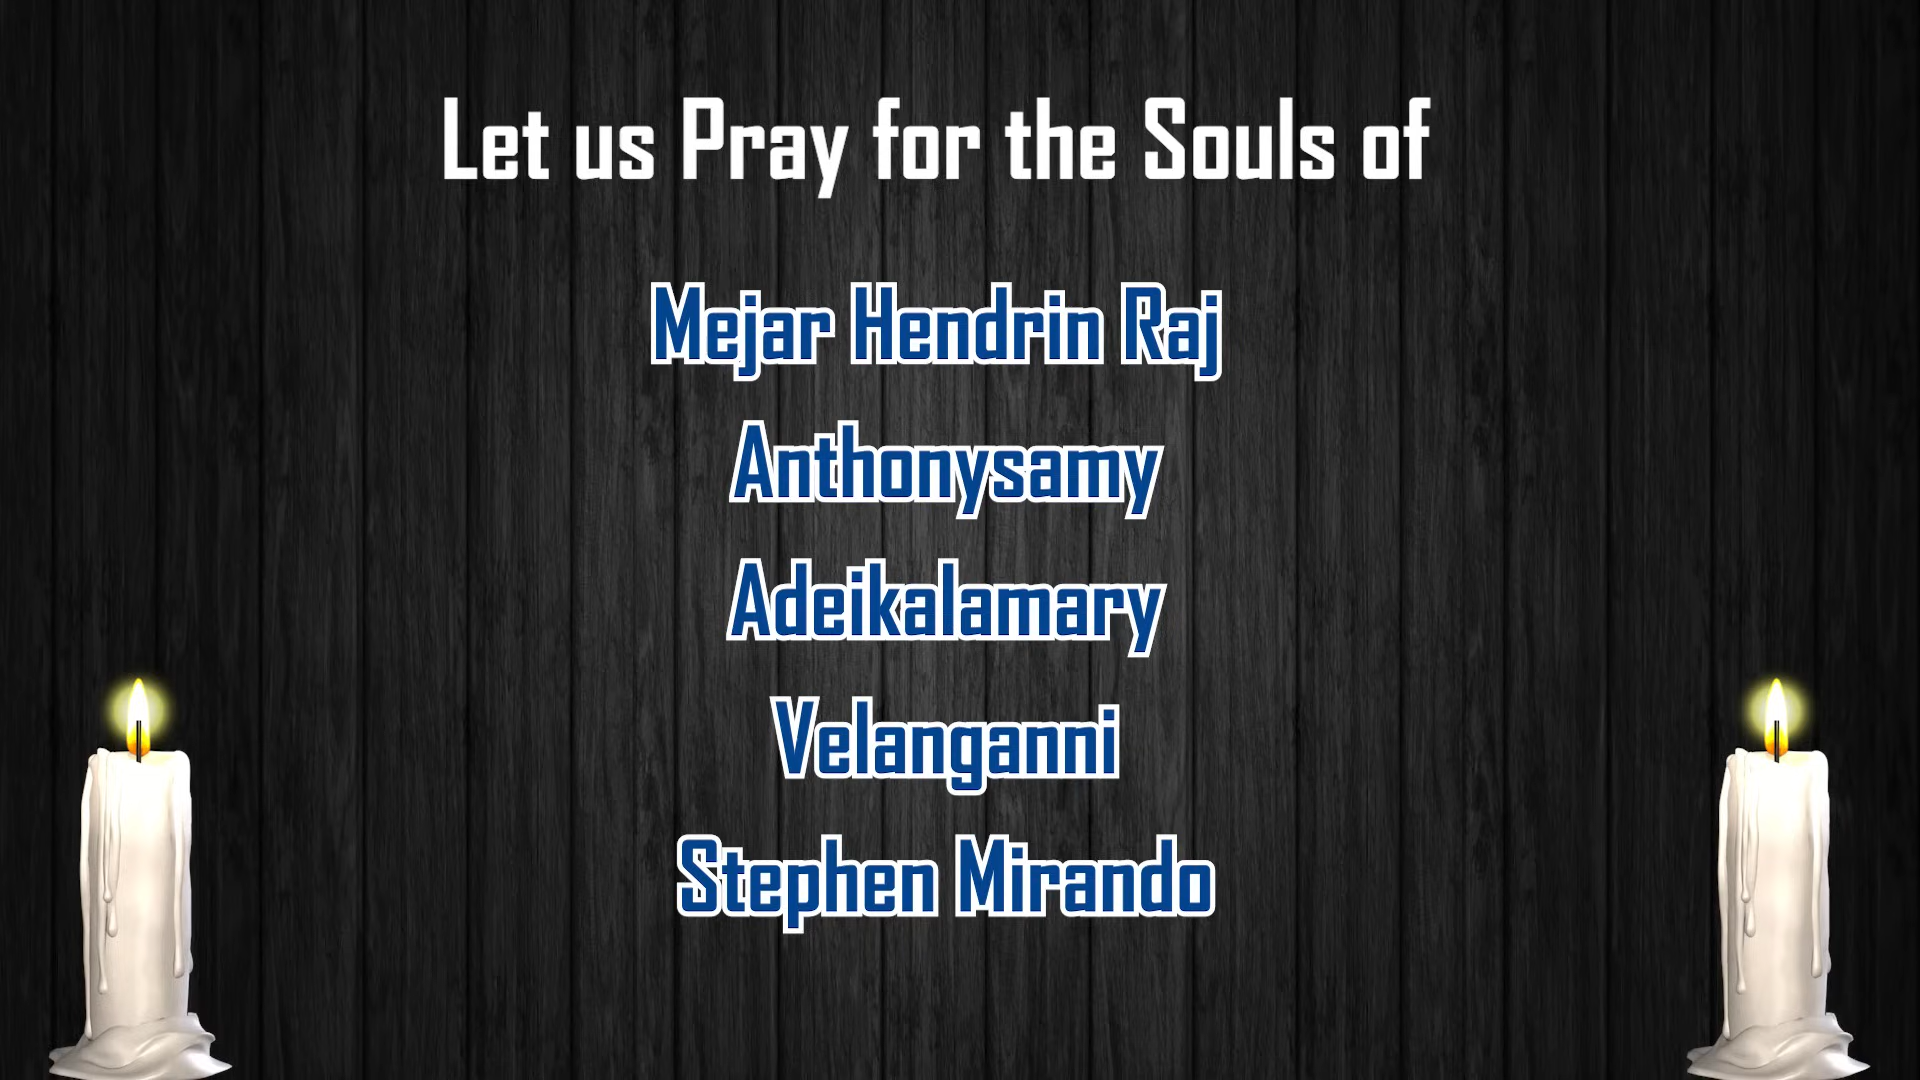 Let us Pray for the Souls of
Mejar Hendrin Raj
Anthonysamy
Adeikalamary
Velanganni
Stephen Mirando